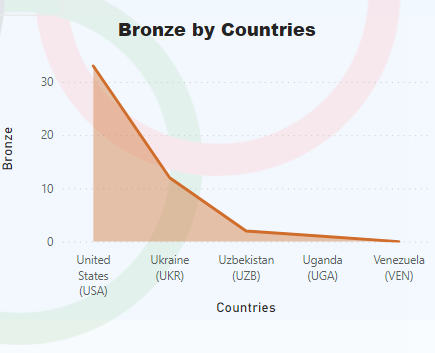 Bronze by Countries
30
20
10
0
Bronze
United
States
(USA)
Ukraine
(UKR)
Uzbekistan
(UZB)
Uganda
(UGA)
Venezuela
(VEN)
Countries